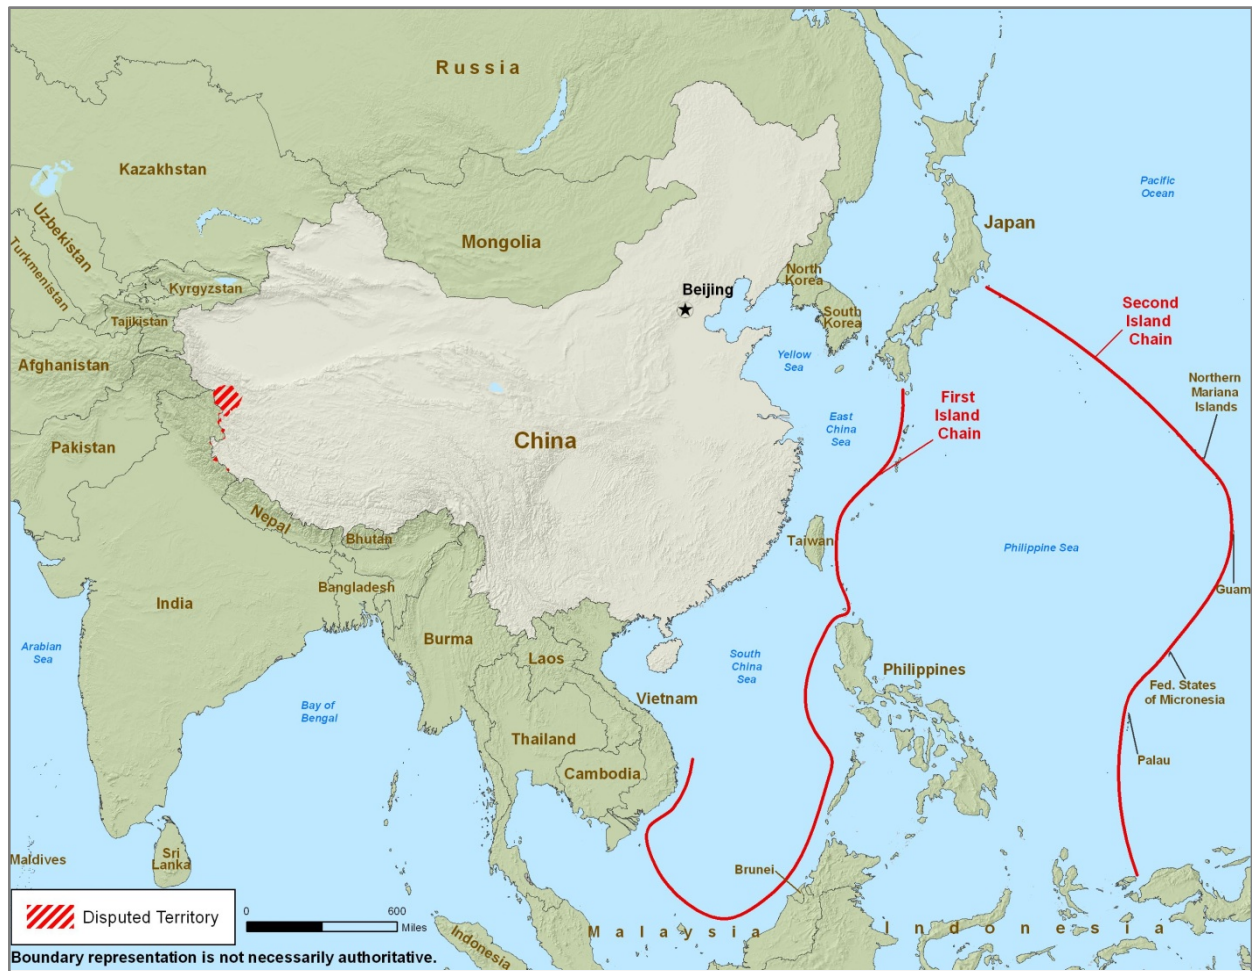 Russia
Kazakhstan
Pacific
Ocean
Uzbekistan
Japan
Mongolia
Turkmenistan
North
Korea
Kyrgyzstan
Beijing
Second
Island
Chain
South
Korea
Tajikistan
Yellow
Sea
Afghanistan
Northern
Mariana
Islands
First
Island
Chain
East
China
Sea
China
Pakistan
Nepal
Bhutan
Taiwan
Philippine Sea
Bangladesh
Guam
India
Burma
Arabian
Sea
Laos
South
China
Sea
Philippines
Vietnam
Fed. States
of Micronesia
Bay of
Bengal
Thailand
Palau
Cambodia
Sri
Lanka
Maldives
Brunei
Disputed Territory
0
600
Miles
Malaysia
Indonesia
Indonesia
Boundary representation is not necessarily authoritative.